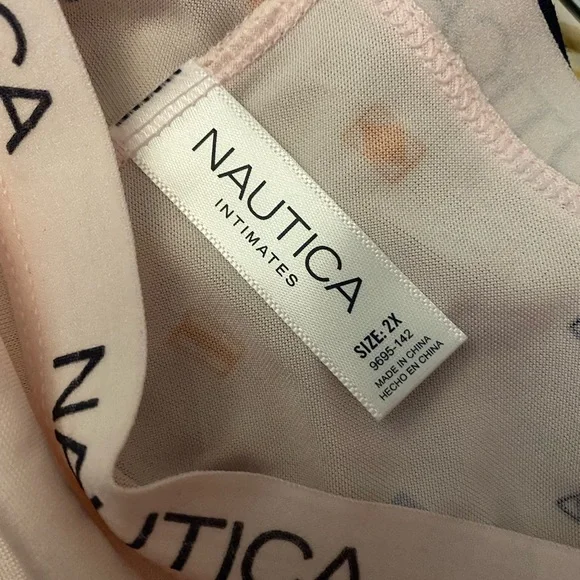 CA
NAUTICA
INTIMATES
SIZE: 2X
9695-142
MADE IN CHINA
HECHO EN CHINA
NAUTICA